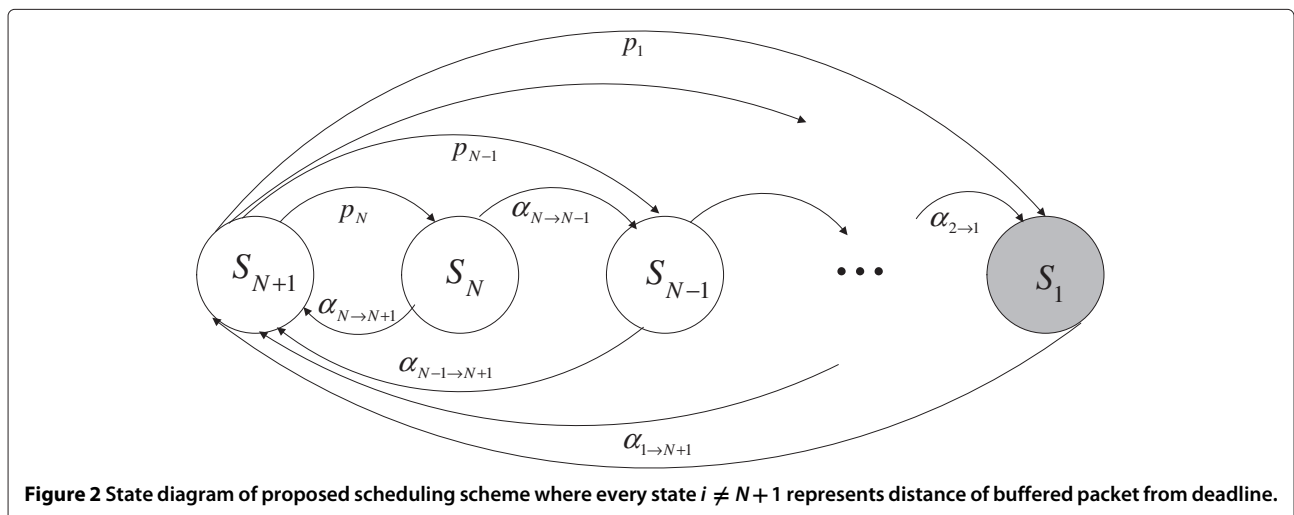 p_1
p_{N-1}
p_N
α_{N→N-1}
α_{2→1}
S_{N+1}
S_N
S_{N-1}
•••
S_1
α_{N→N+1}
α_{N-1→N+1}
α_{1→N+1}
Figure 2 State diagram of proposed scheduling scheme where every state i ≠ N + 1 represents distance of buffered packet from deadline.